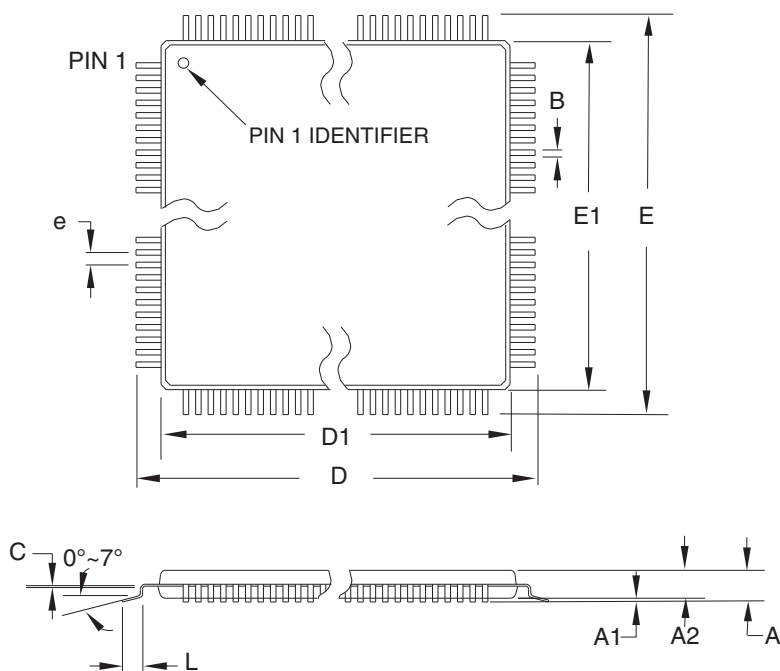 PIN 1
PIN 1 IDENTIFIER
B
e
E1
E
D1
D
C
0°~7°
L
A1
A2
A